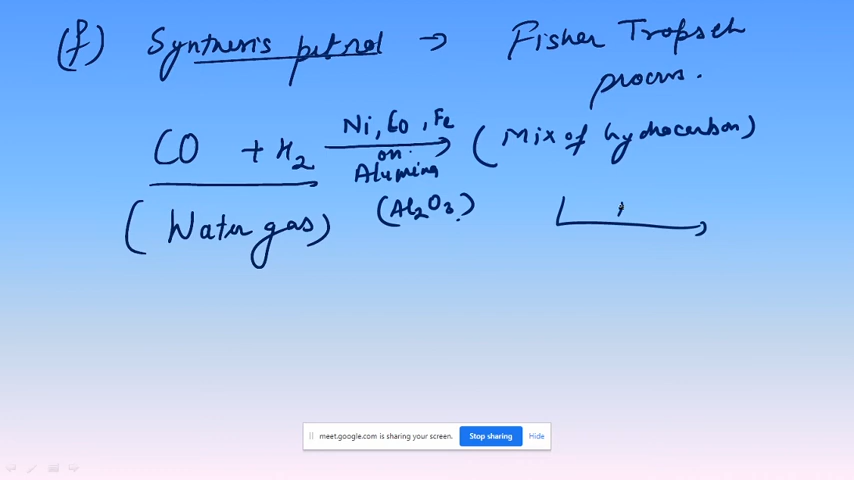 (f) Synthesis petrol → Fisher Tropsch
process.
CO + H2 Ni, Co, Fe on Alumina (Al2O3) → (Mix of hydrocarbon)
(Water gas)
meet.google.com is sharing your screen. Stop sharing Hide